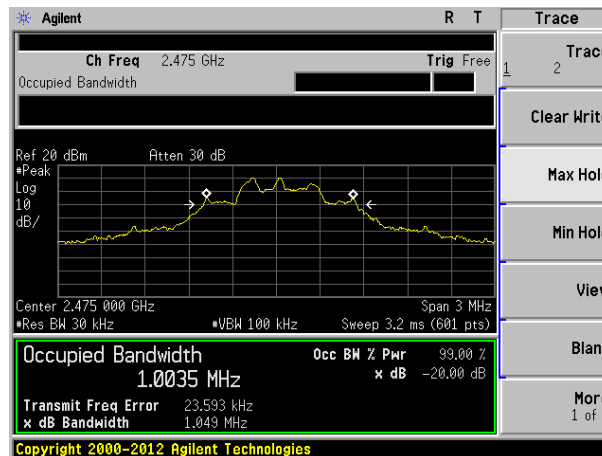 Agilent R T Trace
Ch Freq 2.475 GHz Trig Free
Occupied Bandwidth
Trace
1 2
Clear Write
Max Hol
Min Hol
View
Blan
More
1 of
Ref 20 dBm Atten 30 dB
#Peak
Log
10
dB/
Center 2.475 000 GHz Span 3 MHz
#Res BW 30 kHz #VBW 100 kHz Sweep 3.2 ms (601 pts)
Occupied Bandwidth Occ BW % Pwr 99.00 %
1.0035 MHz x dB -20.00 dB
Transmit Freq Error 23.593 kHz
x dB Bandwidth 1.049 MHz
Copyright 2000-2012 Agilent Technologies